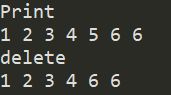 Print
1 2 3 4 5 6 6
delete
1 2 3 4 6 6